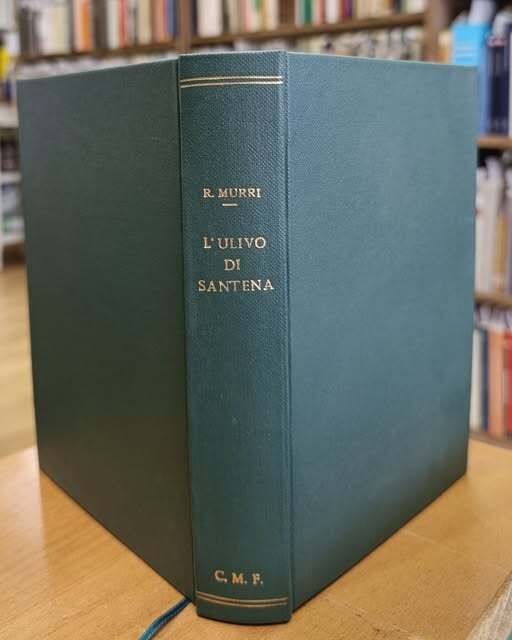 R. MURRI
L'ULIVO
DI
SANTENA
C. M. F.